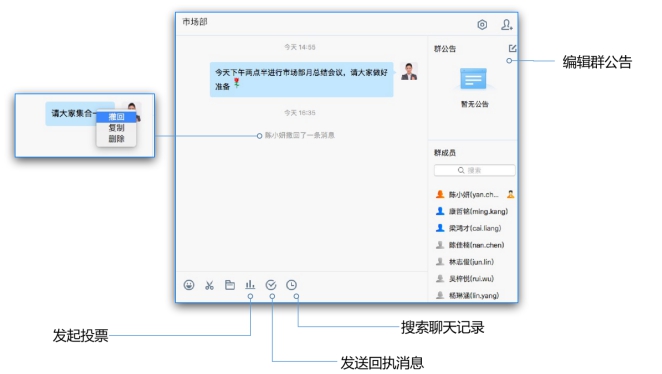 市场部
今天 14:55
今天下午两点半进行市场部月总结会议，请大家做好
准备
今天 16:35
陈小妍撤回了一条消息
请大家集合一
撤回
复制
删除
群公告
暂无公告
编辑群公告
群成员
搜索
陈小妍(yan.ch...
康哲铭(ming.kang)
梁鸿才(cai.liang)
陈佳楠(nan.chen)
林志俊(jun.lin)
吴梓悦(rui.wu)
杨琳涵(lin.yang)
发起投票
搜索聊天记录
发送回执消息